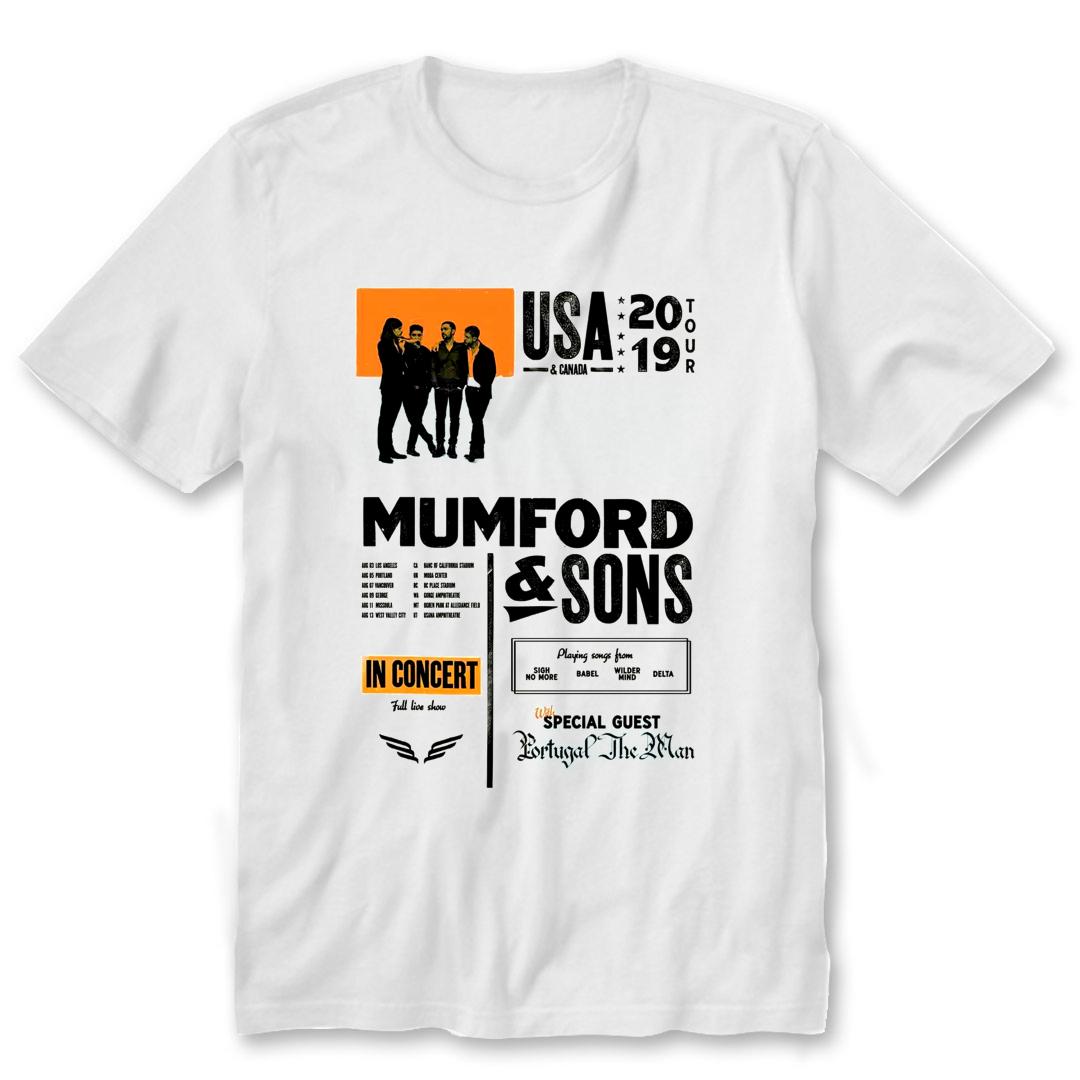 USA
& CANADA
2019
TOUR
MUMFORD
& SONS
AUG 03 LOS ANGELES CA BANC OF CALIFORNIA STADIUM
AUG 05 PORTLAND OR MODA CENTER
AUG 07 VANCOUVER BC BC PLACE STADIUM
AUG 09 GEORGE WA GORGE AMPHITHEATRE
AUG 11 MISSOULA MT OGREN PARK AT ALLEGIANCE FIELD
AUG 13 WEST VALLEY CITY UT USANA AMPHITHEATRE
IN CONCERT
Full live show
Playing songs from
SIGH NO MORE BABEL WILDER MIND DELTA
With
SPECIAL GUEST
Portugal The Man